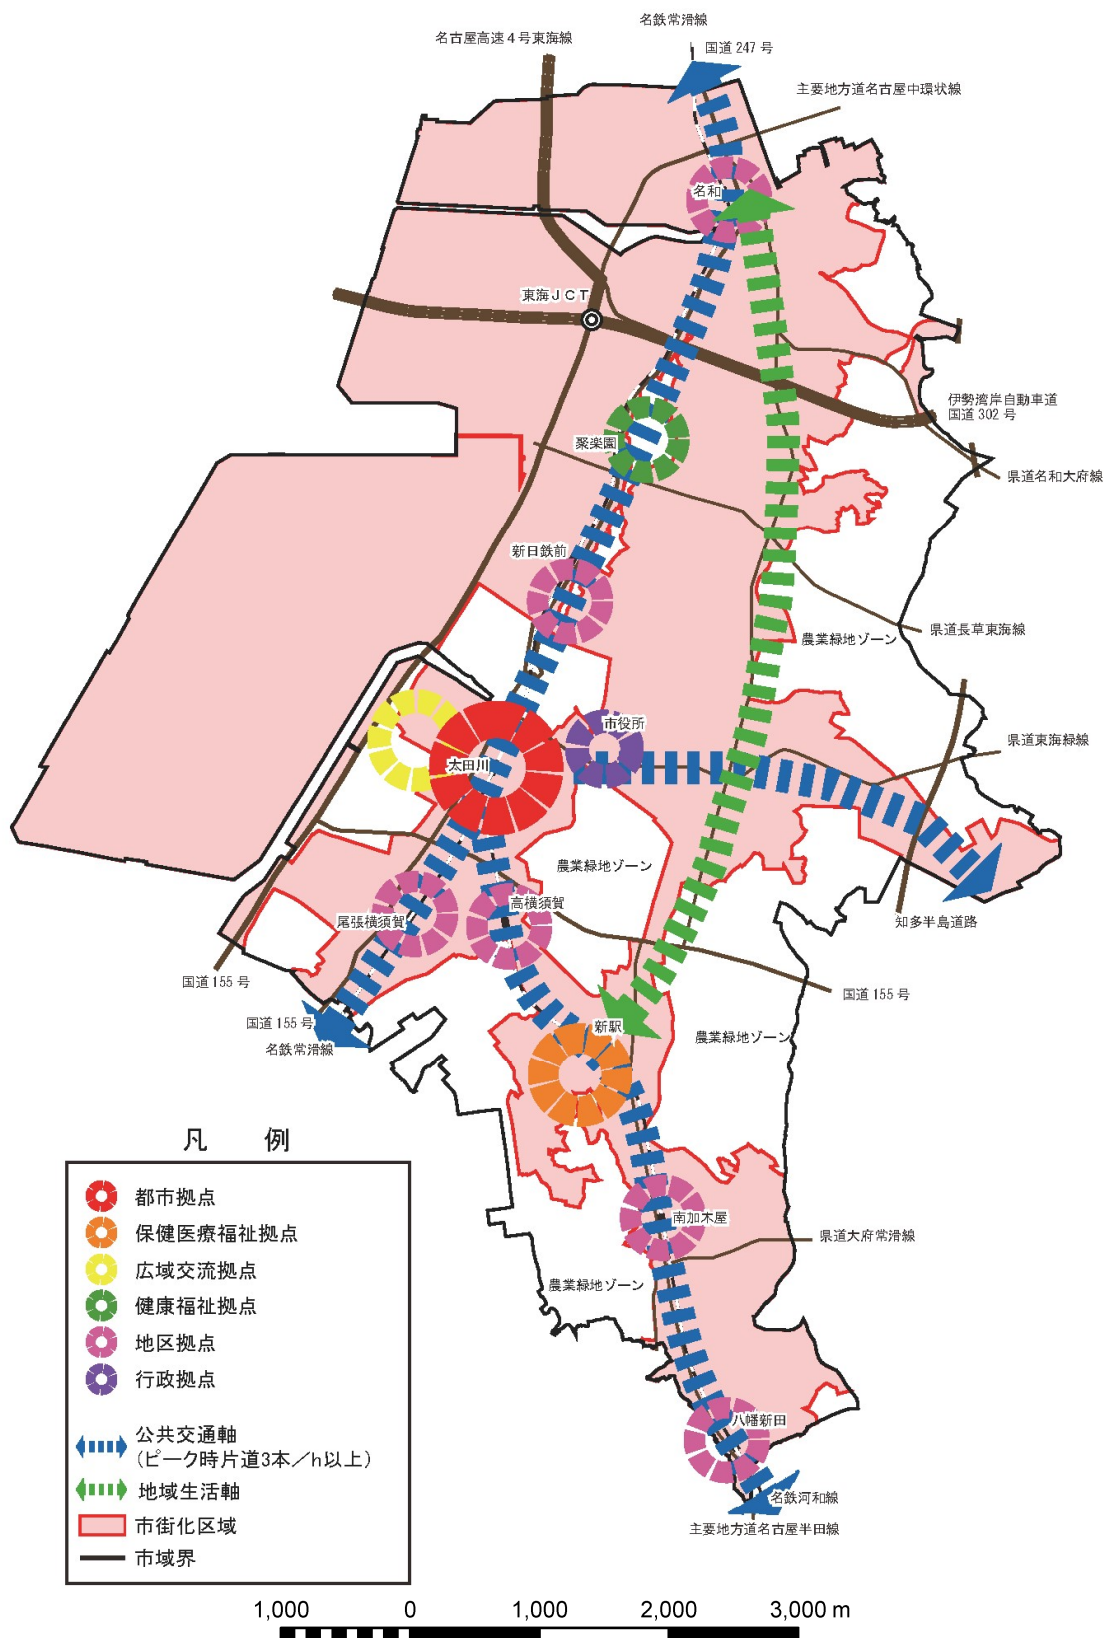 名鉄常滑線
名古屋高速4号東海線
国道 247 号
主要地方道名古屋中環状線
名和
東海ＪＣＴ
伊勢湾岸自動車道
国道 302 号
聚楽園
県道名和大府線
新日鉄前
県道長草東海線
農業緑地ゾーン
市役所
県道東海緑線
太田川
農業緑地ゾーン
高横須賀
尾張横須賀
知多半島道路
国道 155 号
国道 155 号
国道 155 号
新駅
農業緑地ゾーン
名鉄常滑線
凡 例
都市拠点
保健医療福祉拠点
広域交流拠点
健康福祉拠点
地区拠点
行政拠点
公共交通軸
(ピーク時片道3本／h以上)
地域生活軸
市街化区域
市域界
南加木屋
県道大府常滑線
農業緑地ゾーン
八幡新田
名鉄河和線
主要地方道名古屋半田線
1,000 0 1,000 2,000 3,000 m